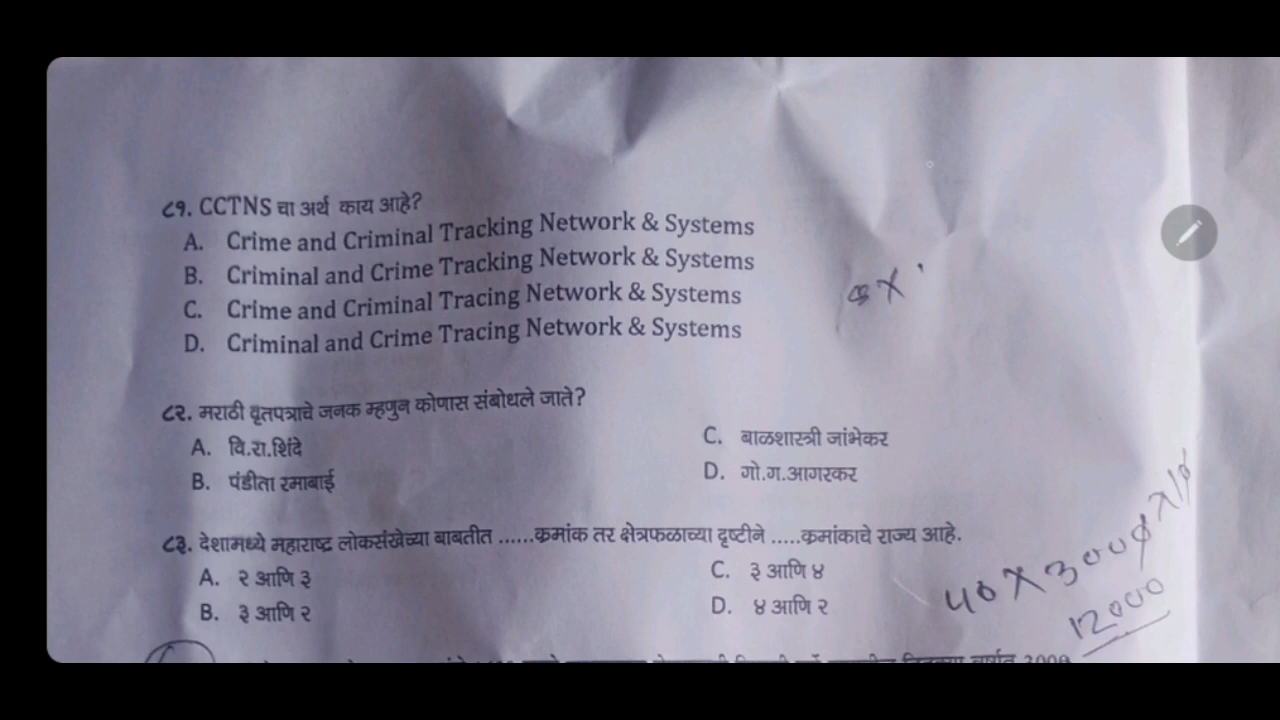 ८१. CCTNS चा अर्थ काय आहे?
A. Crime and Criminal Tracking Network & Systems
B. Criminal and Crime Tracking Network & Systems
C. Crime and Criminal Tracing Network & Systems
D. Criminal and Crime Tracing Network & Systems
८२. मराठी वृतपत्राचे जनक म्हणुन कोणास संबोधले जाते?
A. वि.रा.शिंदे
C. बाळशास्त्री जांभेकर
B. पंडीता रमाबाई
D. गो.ग.आगरकर
८३. देशामध्ये महाराष्ट्र लोकसंखेच्या बाबतीत ......क्रमांक तर क्षेत्रफळाच्या दृष्टीने .....क्रमांकाचे राज्य आहे.
A. २ आणि ३
C. ३ आणि ४
B. ३ आणि २
D. ४ आणि २
12000